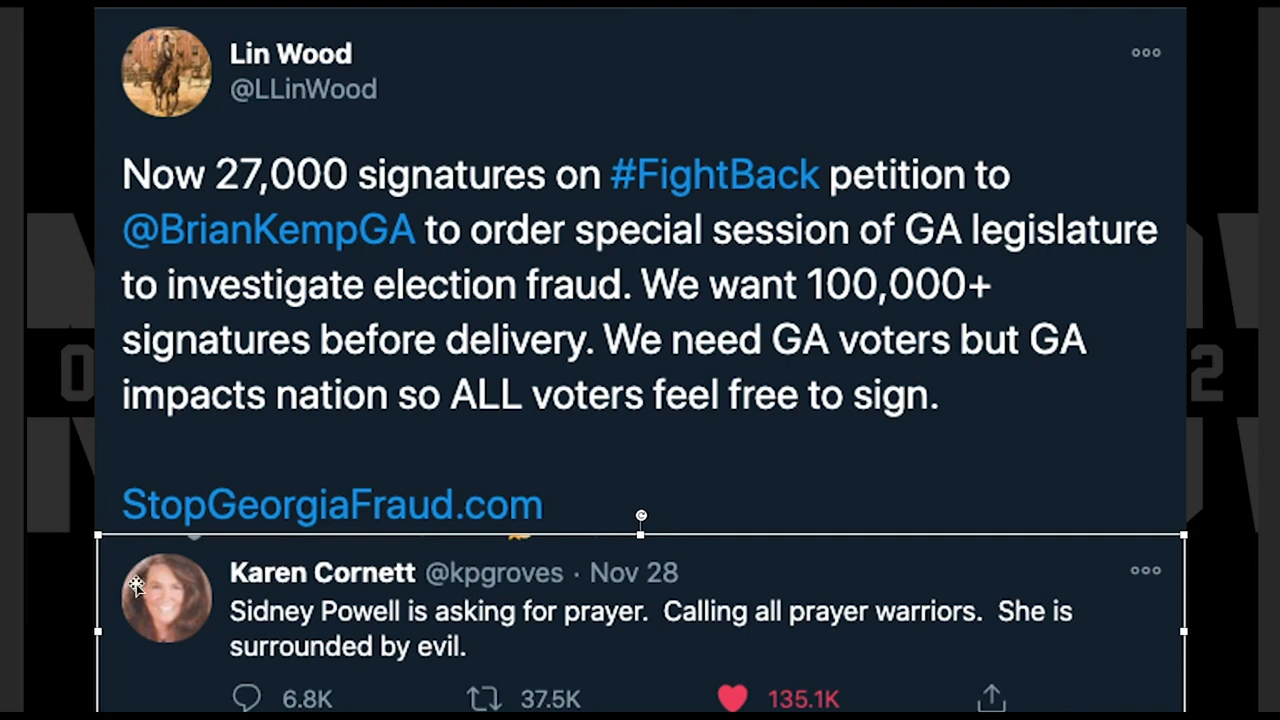 Lin Wood
@LLinWood
Now 27,000 signatures on #FightBack petition to
@BrianKempGA to order special session of GA legislature
to investigate election fraud. We want 100,000+
signatures before delivery. We need GA voters but GA
impacts nation so ALL voters feel free to sign.
StopGeorgiaFraud.com
Karen Cornett @kpgroves · Nov 28
Sidney Powell is asking for prayer. Calling all prayer warriors. She is
surrounded by evil.
6.8K 37.5K 135.1K